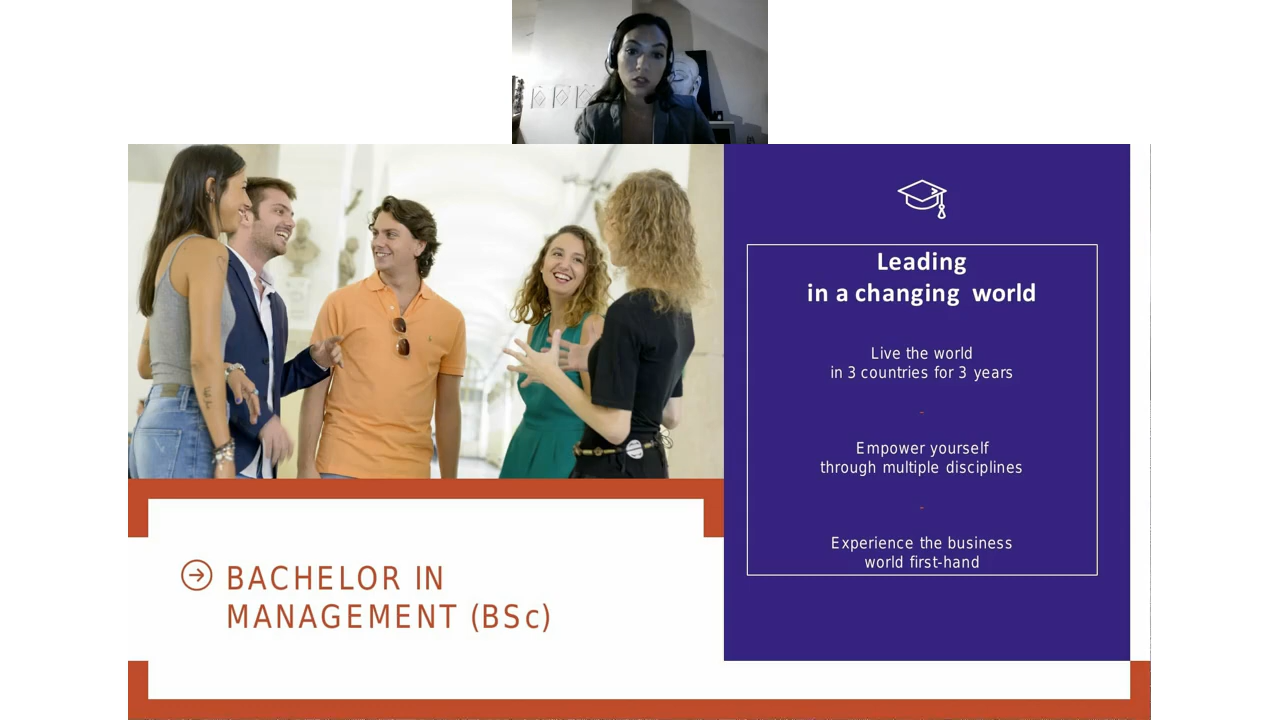 Leading
in a changing world
Live the world
in 3 countries for 3 years
-
Empower yourself
through multiple disciplines
-
Experience the business
world first-hand
BACHELOR IN
MANAGEMENT (BSc)